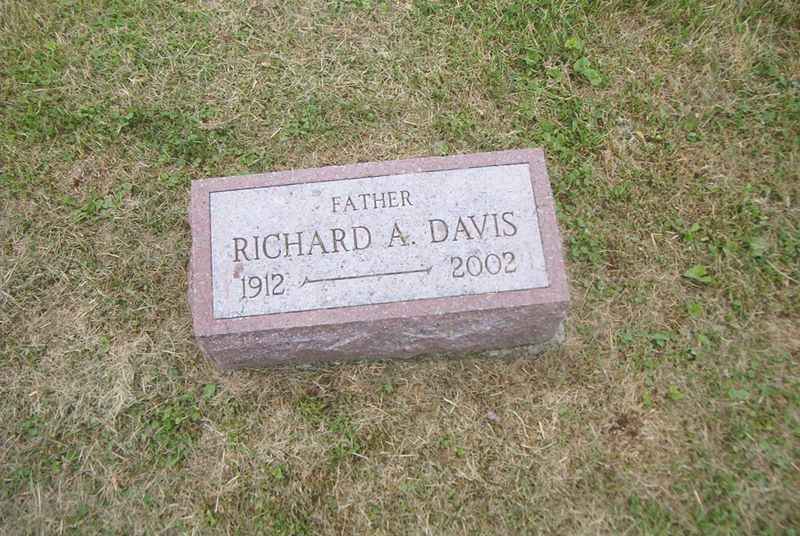 FATHER
RICHARD A. DAVIS
1912 2002